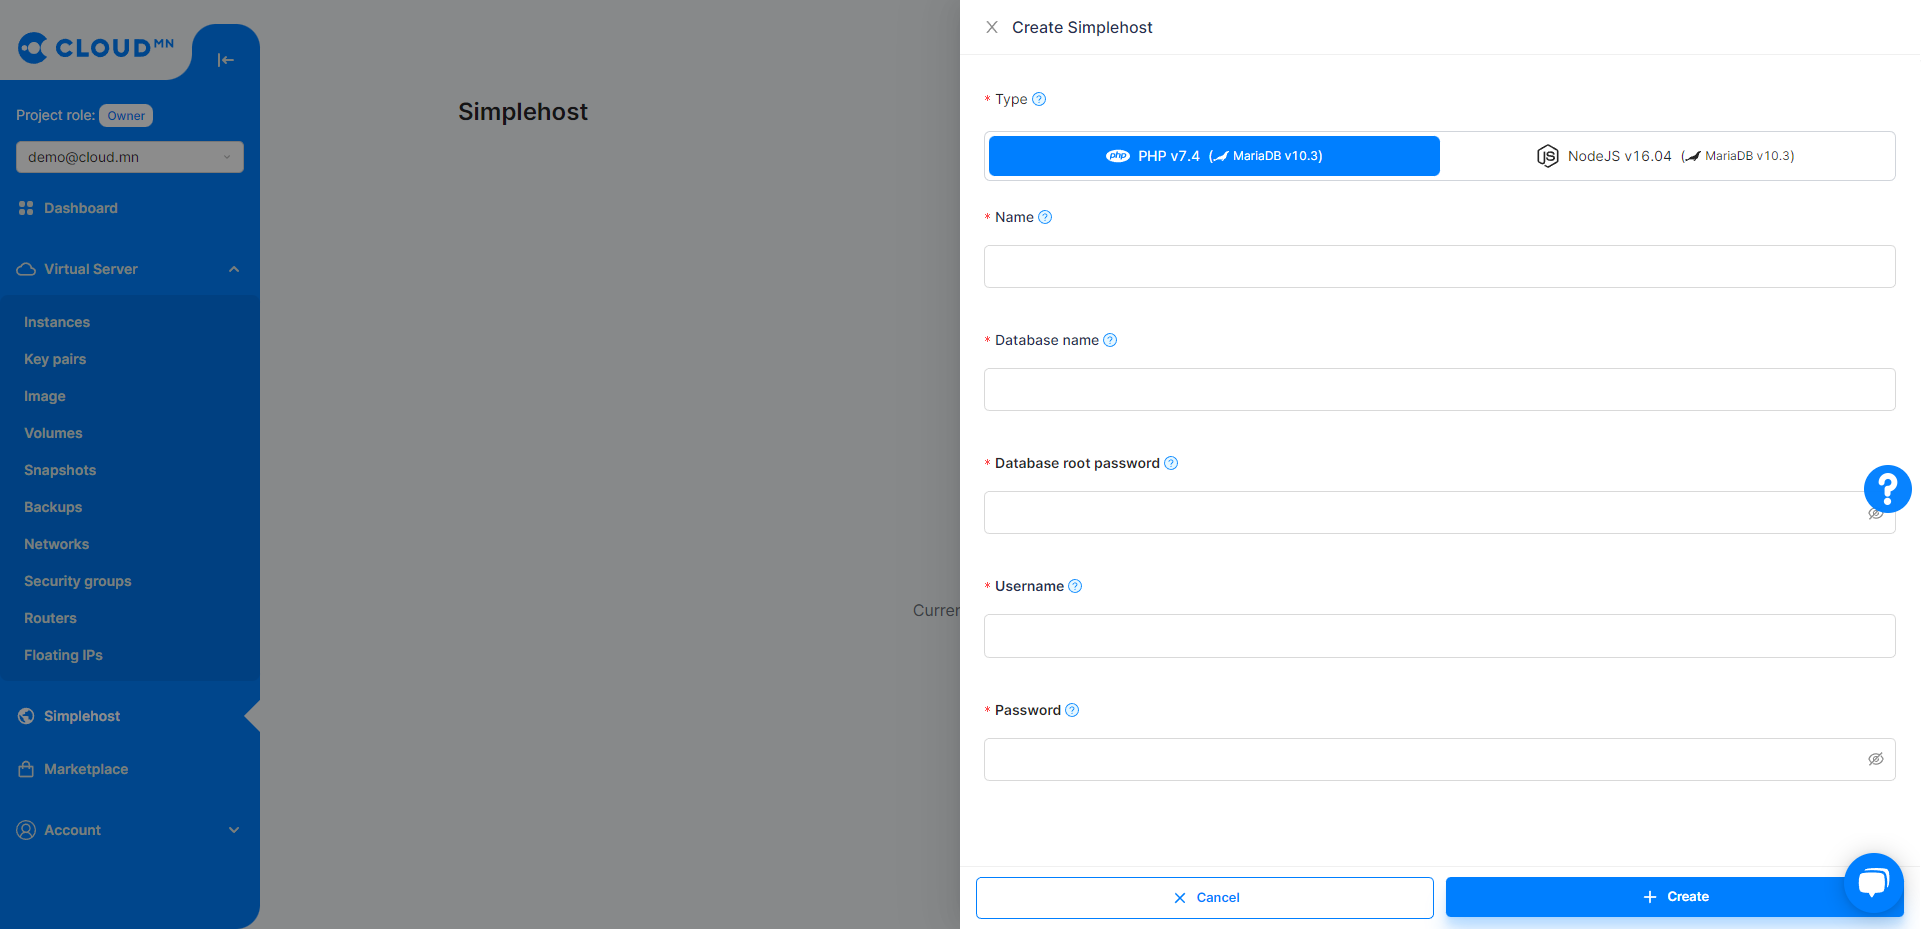 CLOUD MN
Project role: Owner
demo@cloud.mn
Dashboard
Virtual Server
Instances
Key pairs
Image
Volumes
Snapshots
Backups
Networks
Security groups
Routers
Floating IPs
Simplehost
Marketplace
Account
Simplehost
Curren
Create Simplehost
* Type ?
php PHP v7.4 (MariaDB v10.3)
JS NodeJS v16.04 (MariaDB v10.3)
* Name ?
* Database name ?
* Database root password ?
?
* Username ?
* Password ?
Cancel
Create